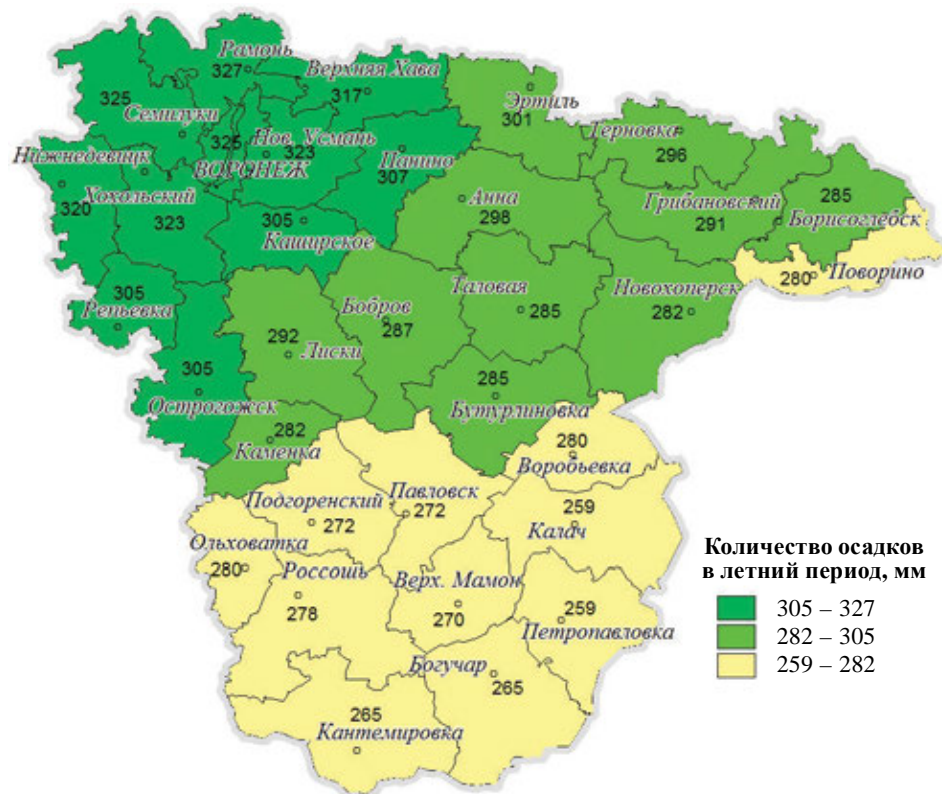 Рамонь
327
Верхняя Хава
317
325
Эртиль
301
Семилуки
325
Нов. Усмань
323
Терновка
296
Нижнедевицк
ВОРОНЕЖ
Панино
307
320
Хохольский
323
305
Каширское
Анна
298
Грибановский
291
285
Борисоглебск
Поворино
280
305
Репьевка
292
Лиски
Бобров
287
Таловая
285
Новохоперск
282
305
Острогожск
285
Бутурлиновка
282
Каменка
280
Воробьевка
Подгоренский
272
Павловск
272
259
Калач
Ольховатка
280
Россошь
278
Верх. Мамон
270
259
Петропавловка
Богучар
265
265
Кантемировка
Количество осадков
в летний период, мм
305 – 327
282 – 305
259 – 282